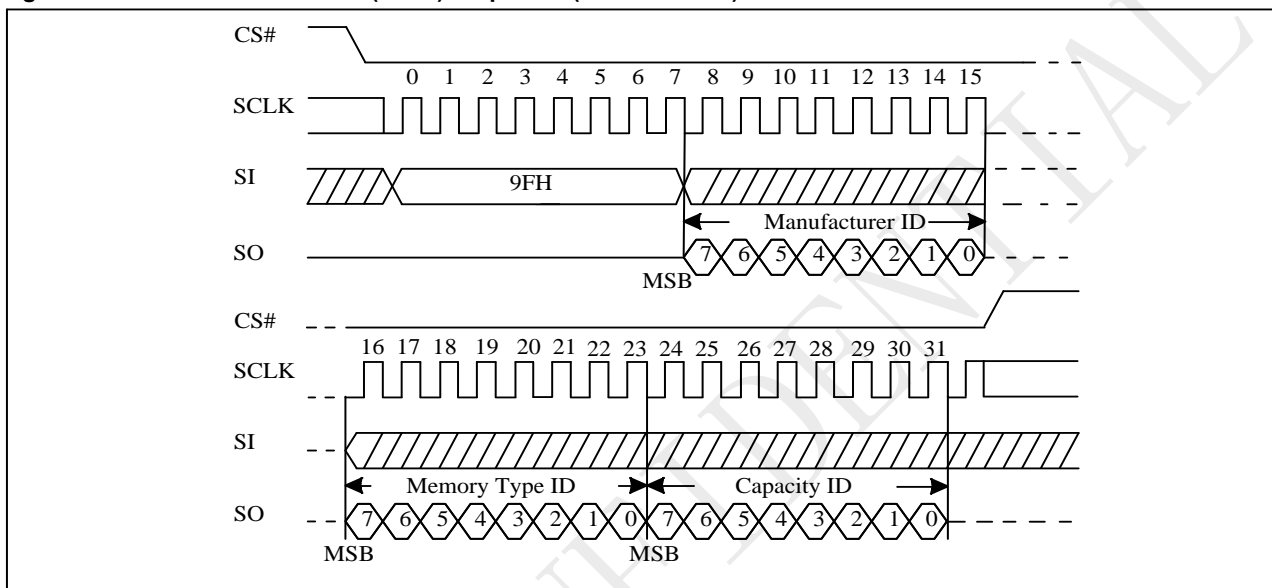 CS#
0 1 2 3 4 5 6 7 8 9 10 11 12 13 14 15
SCLK
SI
9FH
Manufacturer ID
SO
7 6 5 4 3 2 1 0
MSB
CS#
16 17 18 19 20 21 22 23 24 25 26 27 28 29 30 31
SCLK
SI
Memory Type ID Capacity ID
SO
7 6 5 4 3 2 1 0 7 6 5 4 3 2 1 0
MSB MSB